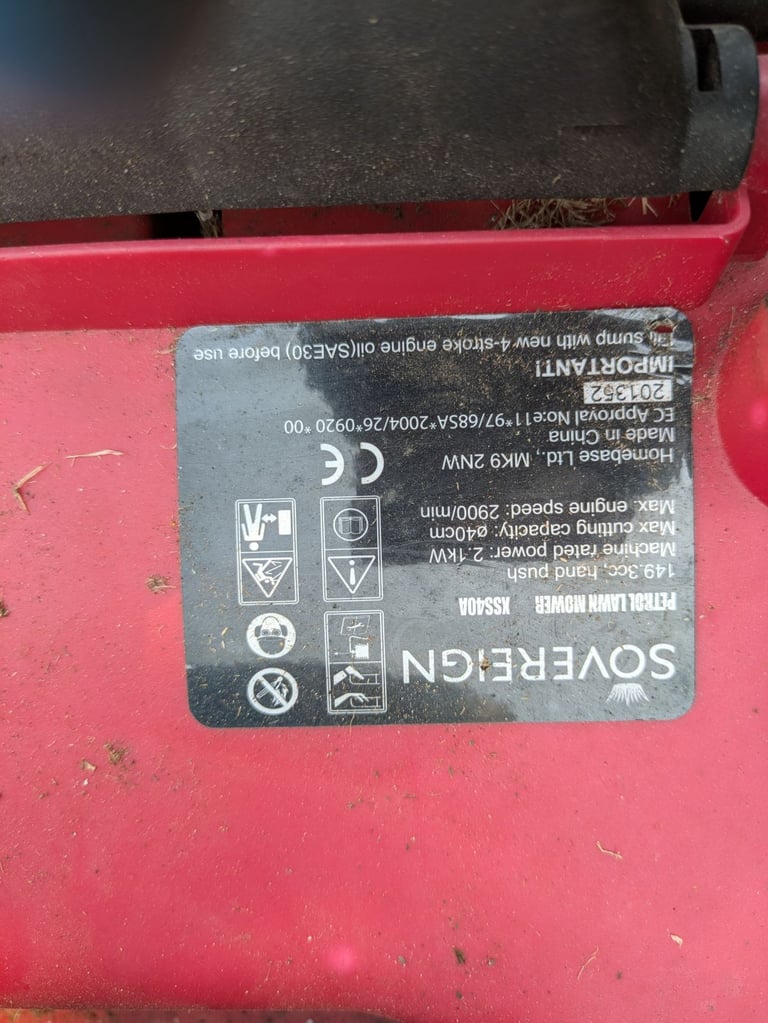 SOVEREIGN
PETROL LAWN MOWER XSS40A
149.3cc, hand push
Machine rated power: 2.1kW
Max cutting capacity: ø40cm
Max. engine speed: 2900/min
Homebase Ltd., MK9 2NW
Made in China
EC Approval No:e11*97/68SA*2004/26*0920*00
201352
CE
IMPORTANT!
Fill sump with new 4-stroke engine oil(SAE30) before use